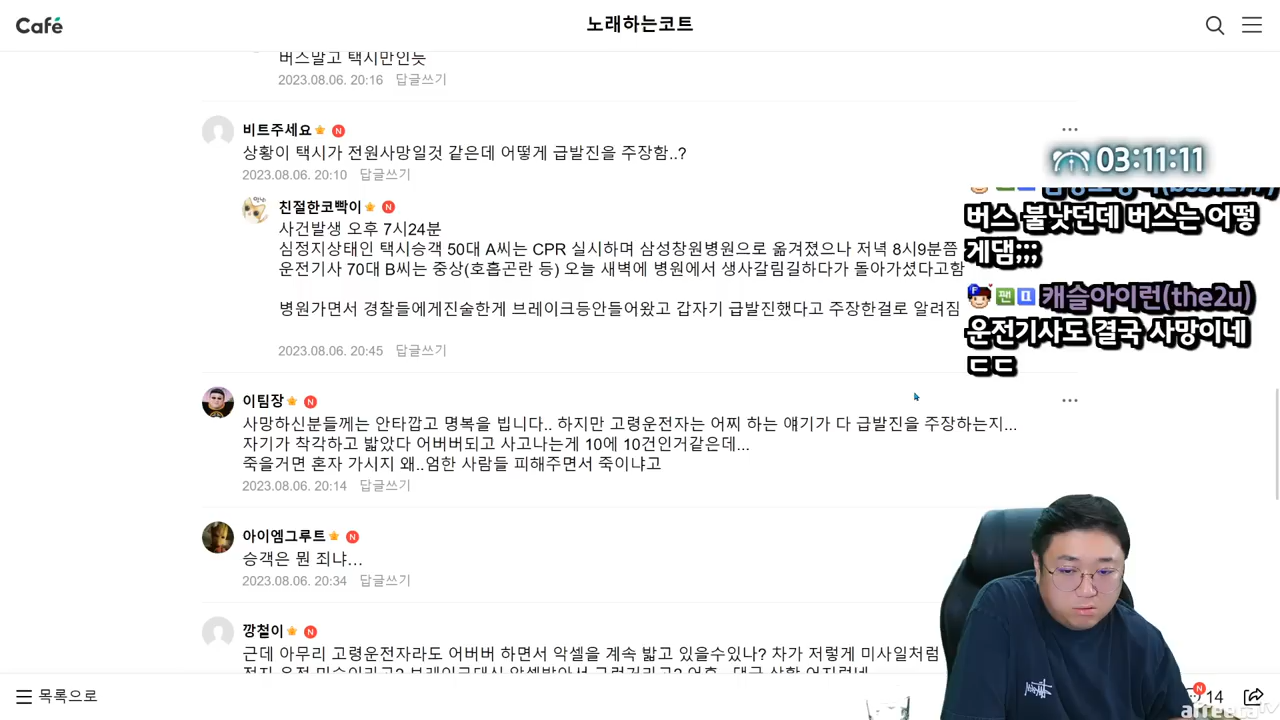 Café
노래하는코트
버스말고 택시만인듯
2023.08.06. 20:16 답글쓰기
비트주세요 N
상황이 택시가 전원사망일것 같은데 어떻게 급발진을 주장함..?
2023.08.06. 20:10 답글쓰기
친절한코빡이 N
사건발생 오후 7시24분
심정지상태인 택시승객 50대 A씨는 CPR 실시하며 삼성창원병원으로 옮겨졌으나 저녁 8시9분쯤
운전기사 70대 B씨는 중상(호흡곤란 등) 오늘 새벽에 병원에서 생사갈림길하다가 돌아가셨다고함
병원가면서 경찰들에게진술한게 브레이크등안들어왔고 갑자기 급발진했다고 주장한걸로 알려짐
2023.08.06. 20:45 답글쓰기
이팀장 N
사망하신분들께는 안타깝고 명복을 빕니다.. 하지만 고령운전자는 어찌 하는 얘기가 다 급발진을 주장하는지...
자기가 착각하고 밟았다 어버버되고 사고나는게 10에 10건인거같은데...
죽을거면 혼자 가시지 왜..엄한 사람들 피해주면서 죽이냐고
2023.08.06. 20:14 답글쓰기
아이엠그루트 N
승객은 뭔 죄냐...
2023.08.06. 20:34 답글쓰기
깡철이 N
근데 아무리 고령운전자라도 어버버 하면서 악셀을 계속 밟고 있을수있나? 차가 저렇게 미사일처럼
목록으로
N 14
03:11:11
버스 불낫던데 버스는 어떻
게댐;;;
팬 캐슬아이런(the2u)
운전기사도 결국 사망이네
ㄷㄷ
afreecaTV